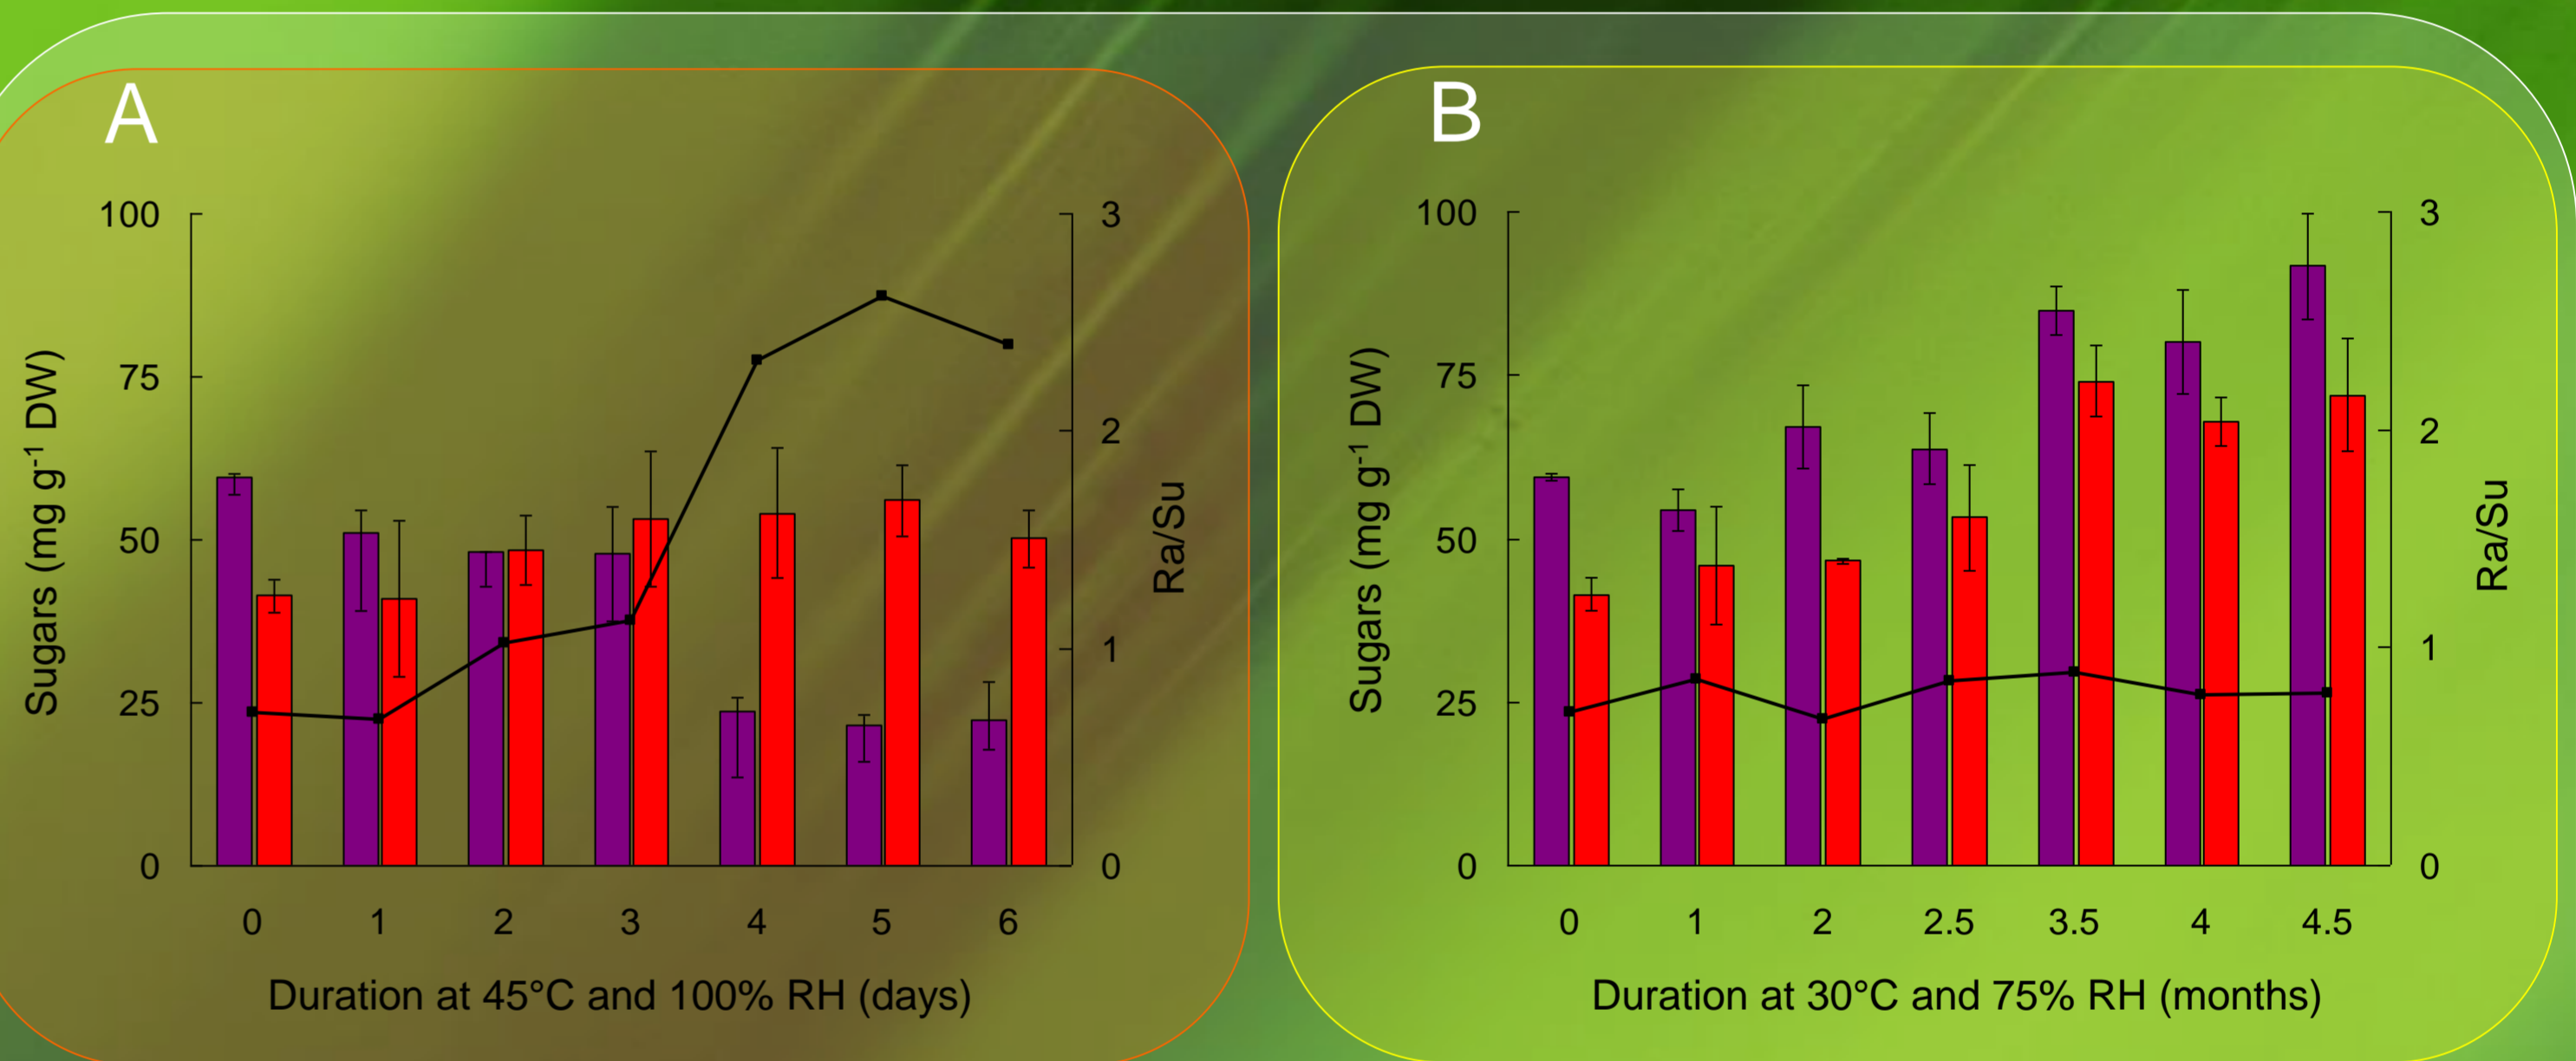 A
100
75
50
25
0
Sugars (mg g-1 DW)
3
2
1
0
Ra/Su
0 1 2 3 4 5 6
Duration at 45°C and 100% RH (days)
B
100
75
50
25
0
Sugars (mg g-1 DW)
3
2
1
0
Ra/Su
0 1 2 2.5 3.5 4 4.5
Duration at 30°C and 75% RH (months)